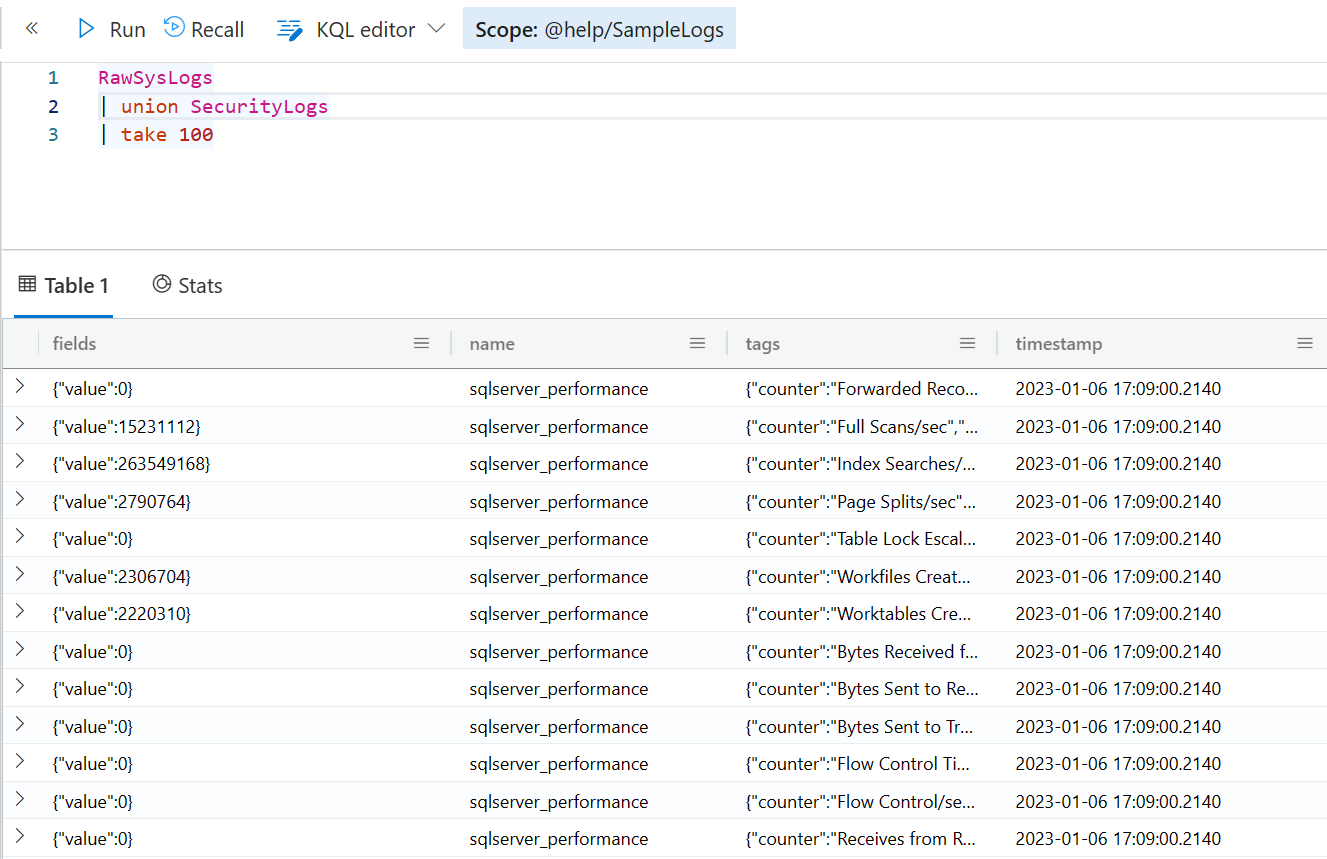 Run Recall KQL editor Scope: @help/SampleLogs
1 RawSysLogs
2 | union SecurityLogs
3 | take 100
Table 1 Stats
fields name tags timestamp
{"value":0} sqlserver_performance {"counter":"Forwarded Reco... 2023-01-06 17:09:00.2140
{"value":15231112} sqlserver_performance {"counter":"Full Scans/sec","... 2023-01-06 17:09:00.2140
{"value":263549168} sqlserver_performance {"counter":"Index Searches/... 2023-01-06 17:09:00.2140
{"value":2790764} sqlserver_performance {"counter":"Page Splits/sec"... 2023-01-06 17:09:00.2140
{"value":0} sqlserver_performance {"counter":"Table Lock Escal... 2023-01-06 17:09:00.2140
{"value":2306704} sqlserver_performance {"counter":"Workfiles Creat... 2023-01-06 17:09:00.2140
{"value":2220310} sqlserver_performance {"counter":"Worktables Cre... 2023-01-06 17:09:00.2140
{"value":0} sqlserver_performance {"counter":"Bytes Received f... 2023-01-06 17:09:00.2140
{"value":0} sqlserver_performance {"counter":"Bytes Sent to Re... 2023-01-06 17:09:00.2140
{"value":0} sqlserver_performance {"counter":"Bytes Sent to Tr... 2023-01-06 17:09:00.2140
{"value":0} sqlserver_performance {"counter":"Flow Control Ti... 2023-01-06 17:09:00.2140
{"value":0} sqlserver_performance {"counter":"Flow Control/se... 2023-01-06 17:09:00.2140
{"value":0} sqlserver_performance {"counter":"Receives from R... 2023-01-06 17:09:00.2140